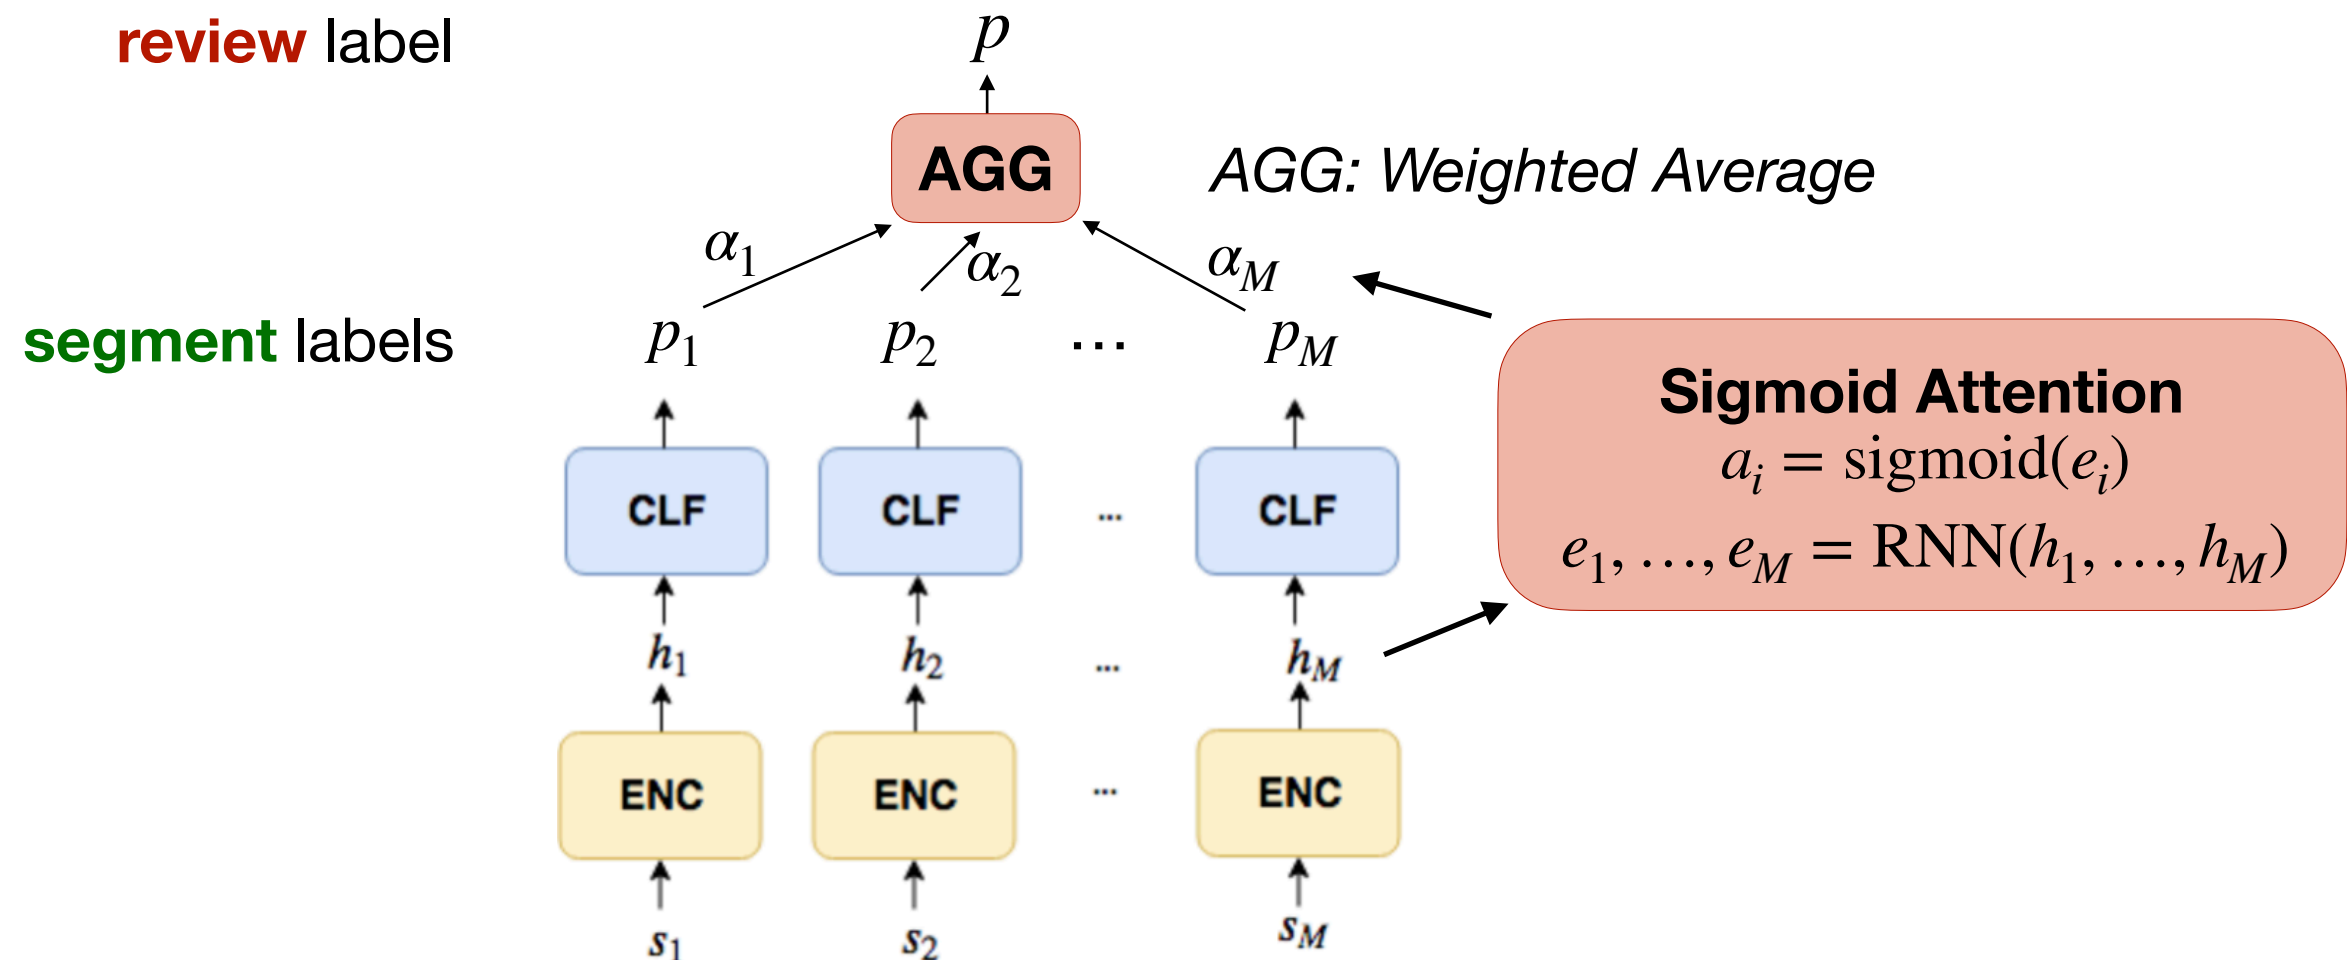 review label
p
AGG
AGG: Weighted Average
α1 α2 αM
segment labels
p1 p2 ... pM
Sigmoid Attention
ai = sigmoid(ei)
e1, ..., eM = RNN(h1, ..., hM)
CLF CLF ... CLF
h1 h2 ... hM
ENC ENC ... ENC
s1 s2 sM